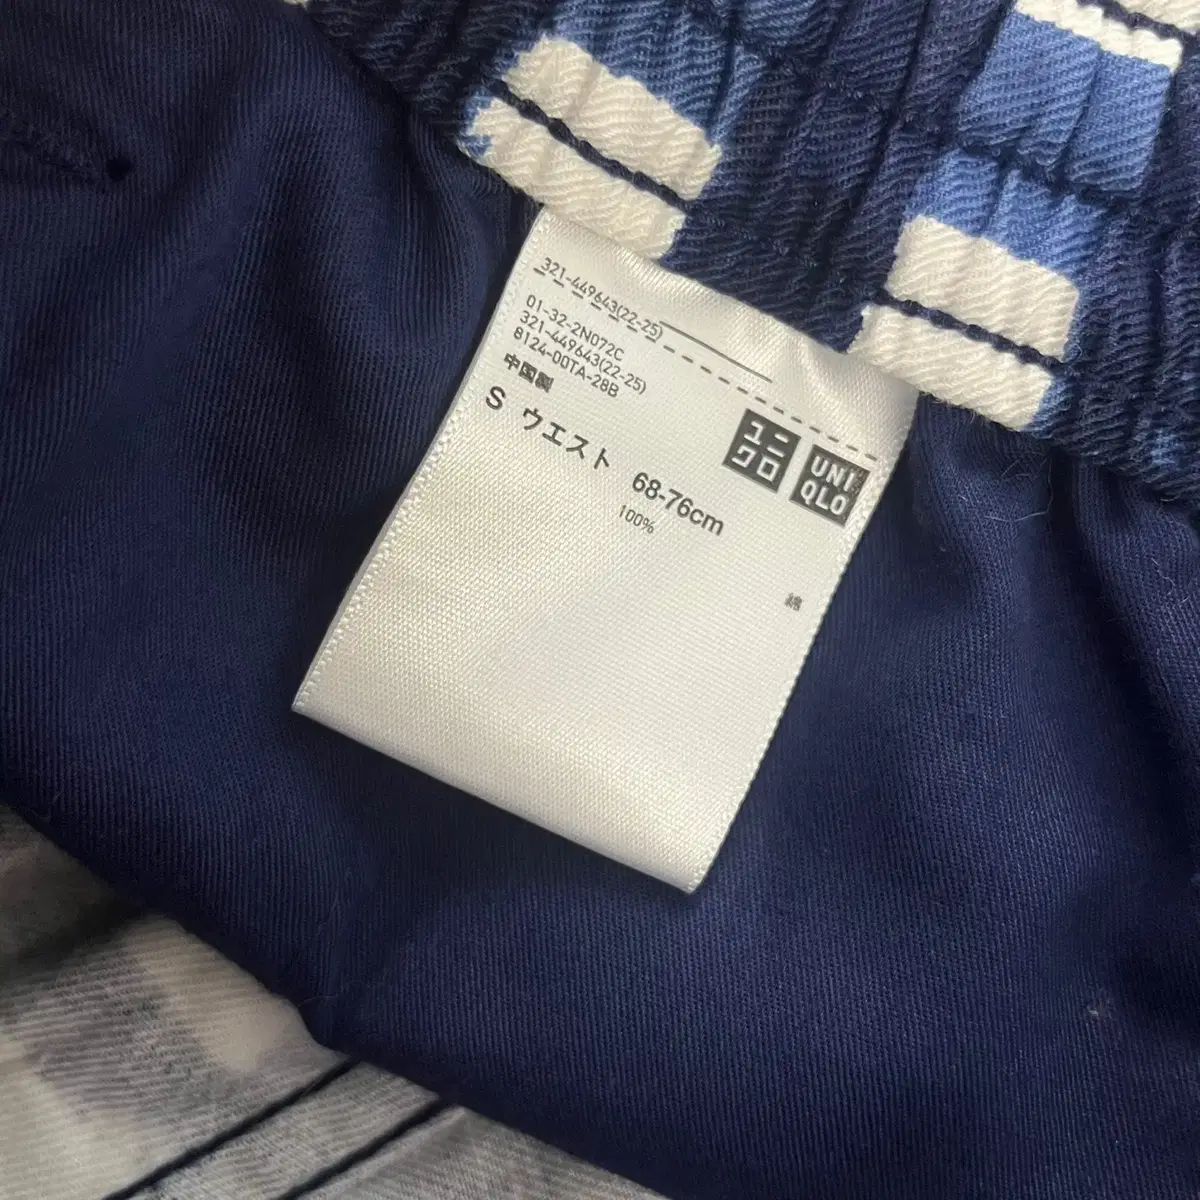 321-449643(22-25)
01-32-2N072C
321-449643(22-25)
8124-00TA-28B
中国製
S ウエスト 68-76cm
ユニ
クロ
UNI
QLO
100%
綿